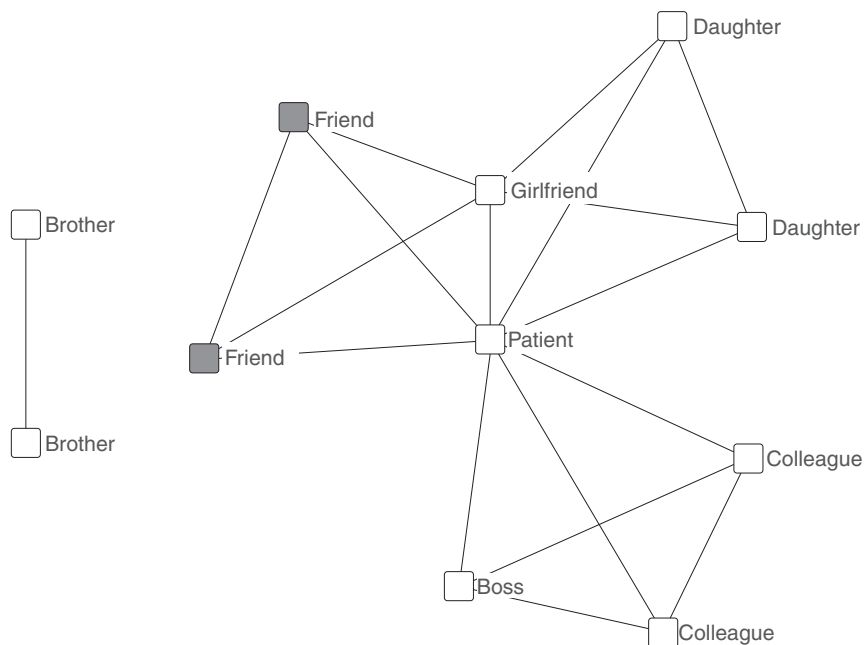 Daughter
Friend
Girlfriend
Brother
Daughter
Patient
Friend
Brother
Colleague
Boss
Colleague